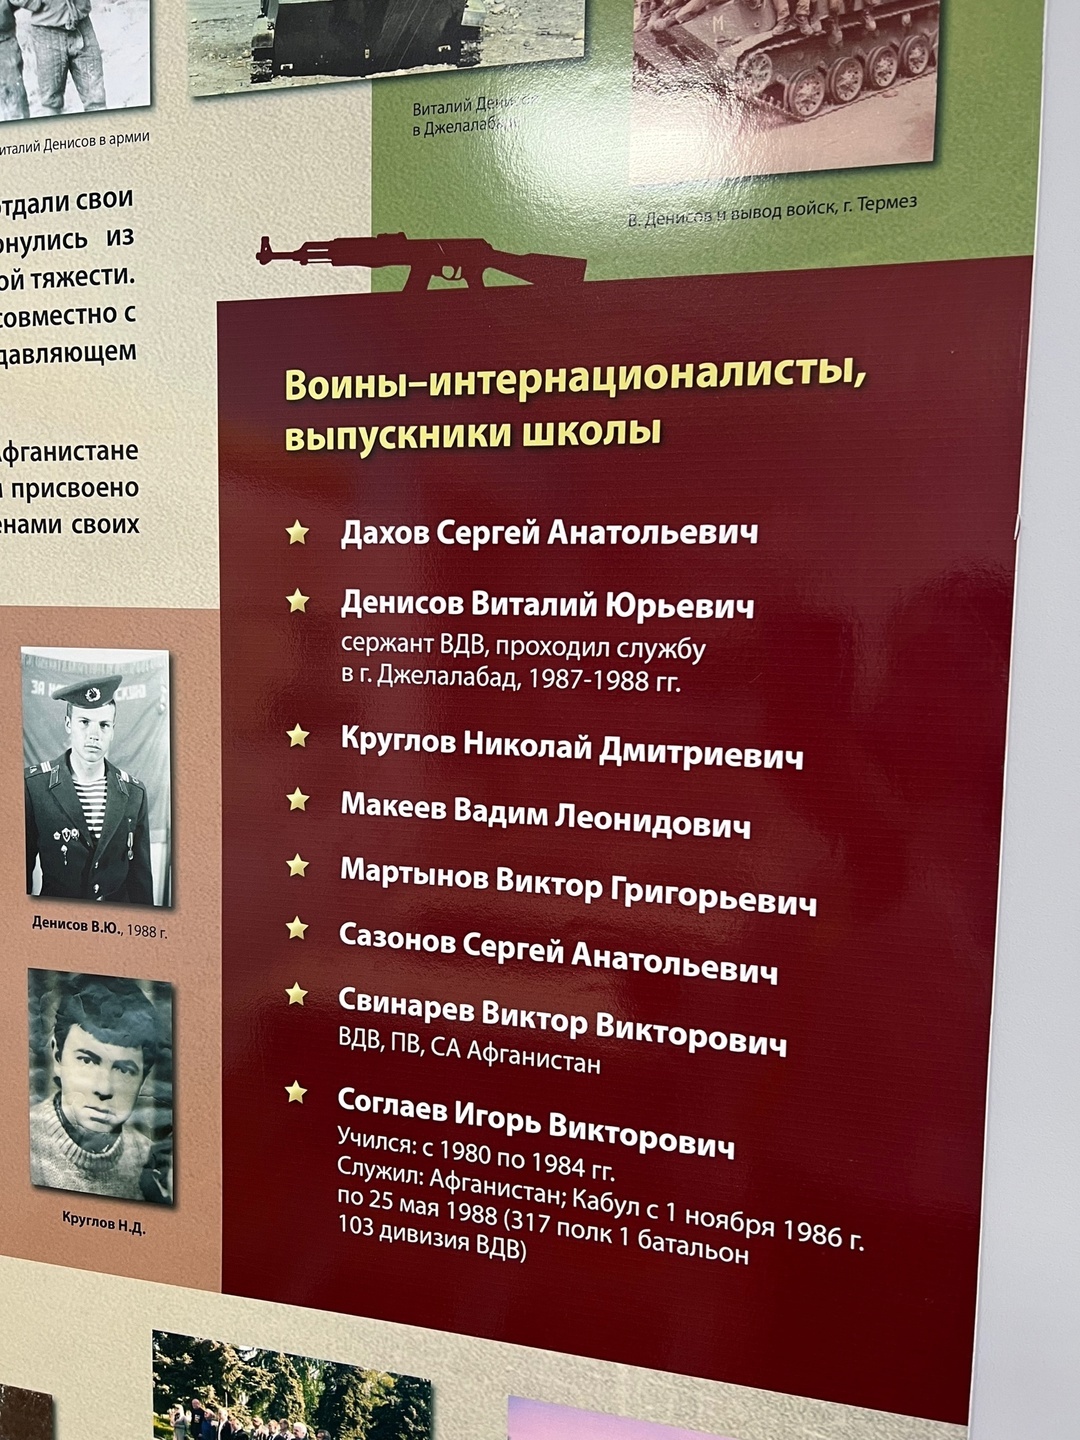 италий Денисов в армии
Виталий Денисов
в Джелалабад
В. Денисов и вывод войск, г. Термез
отдали свои
рнулись из
ой тяжести.
совместно с
давляющем
Афганистане
присвоено
енами своих
Воины–интернационалисты,
выпускники школы
Дахов Сергей Анатольевич
Денисов Виталий Юрьевич
сержант ВДВ, проходил службу
в г. Джелалабад, 1987-1988 гг.
Круглов Николай Дмитриевич
Макеев Вадим Леонидович
Мартынов Виктор Григорьевич
Сазонов Сергей Анатольевич
Свинарев Виктор Викторович
ВДВ, ПВ, СА Афганистан
Соглаев Игорь Викторович
Учился: с 1980 по 1984 гг.
Служил: Афганистан; Кабул с 1 ноября 1986 г.
по 25 мая 1988 (317 полк 1 батальон
103 дивизия ВДВ)
Денисов В.Ю., 1988 г.
Круглов Н.Д.